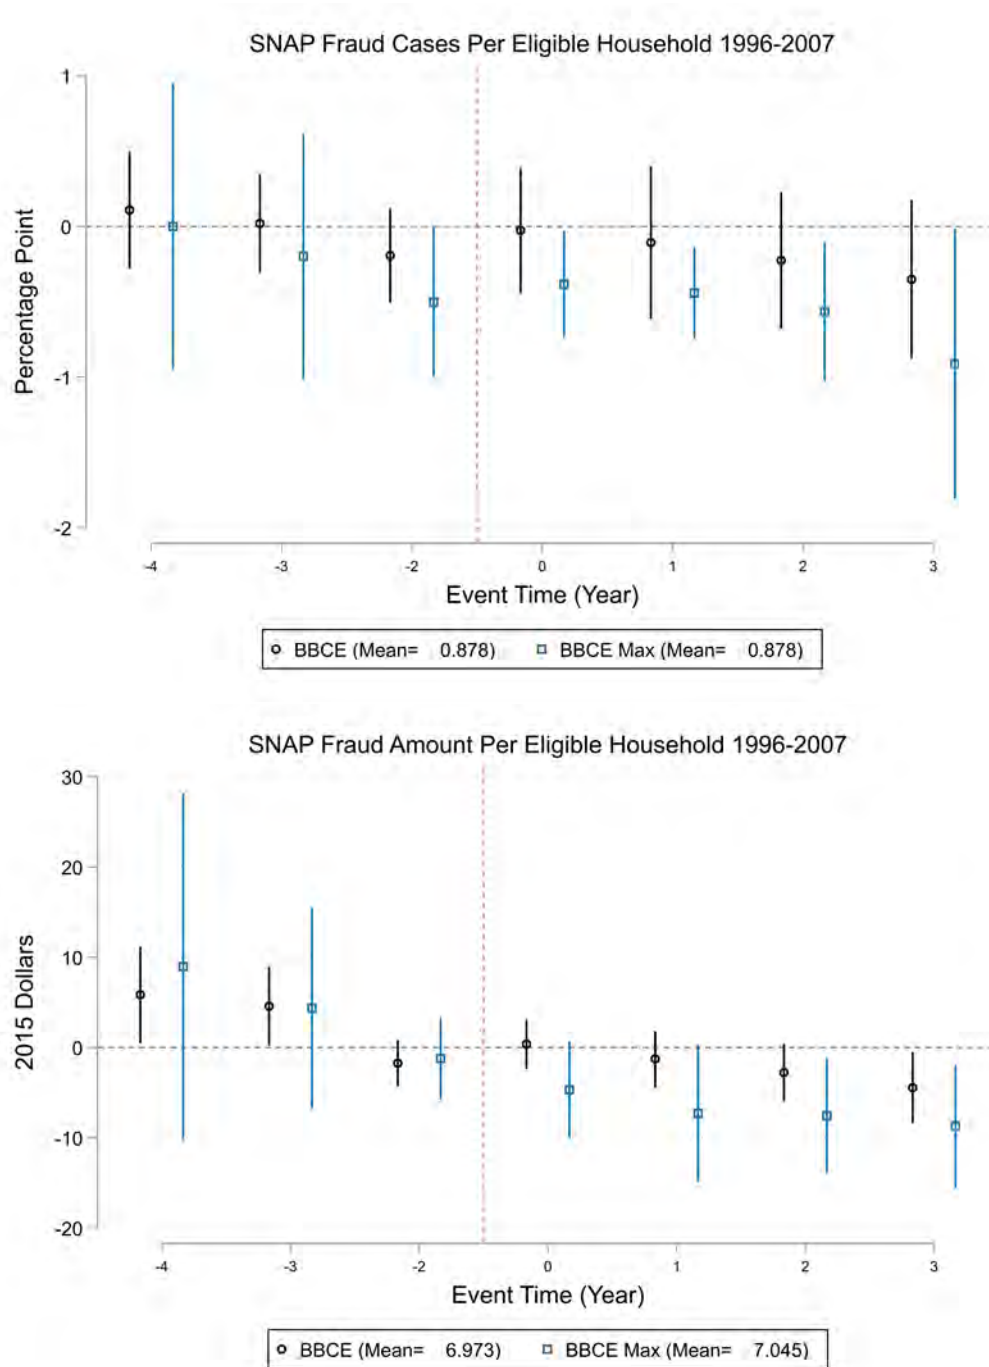 SNAP Fraud Cases Per Eligible Household 1996-2007
1
0
-1
-2
Percentage Point
-4 -3 -2 -1 0 1 2 3
Event Time (Year)
BBCE (Mean= 0.878) BBCE Max (Mean= 0.878)
SNAP Fraud Amount Per Eligible Household 1996-2007
30
20
10
0
-10
-20
2015 Dollars
-4 -3 -2 -1 0 1 2 3
Event Time (Year)
BBCE (Mean= 6.973) BBCE Max (Mean= 7.045)